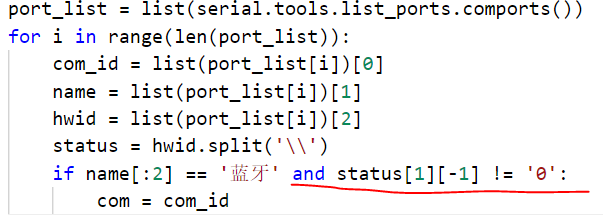 port_list = list(serial.tools.list_ports.comports())
for i in range(len(port_list)):
    com_id = list(port_list[i])[0]
    name = list(port_list[i])[1]
    hwid = list(port_list[i])[2]
    status = hwid.split('\\')
    if name[:2] == '蓝牙' and status[1][-1] != '0':
        com = com_id